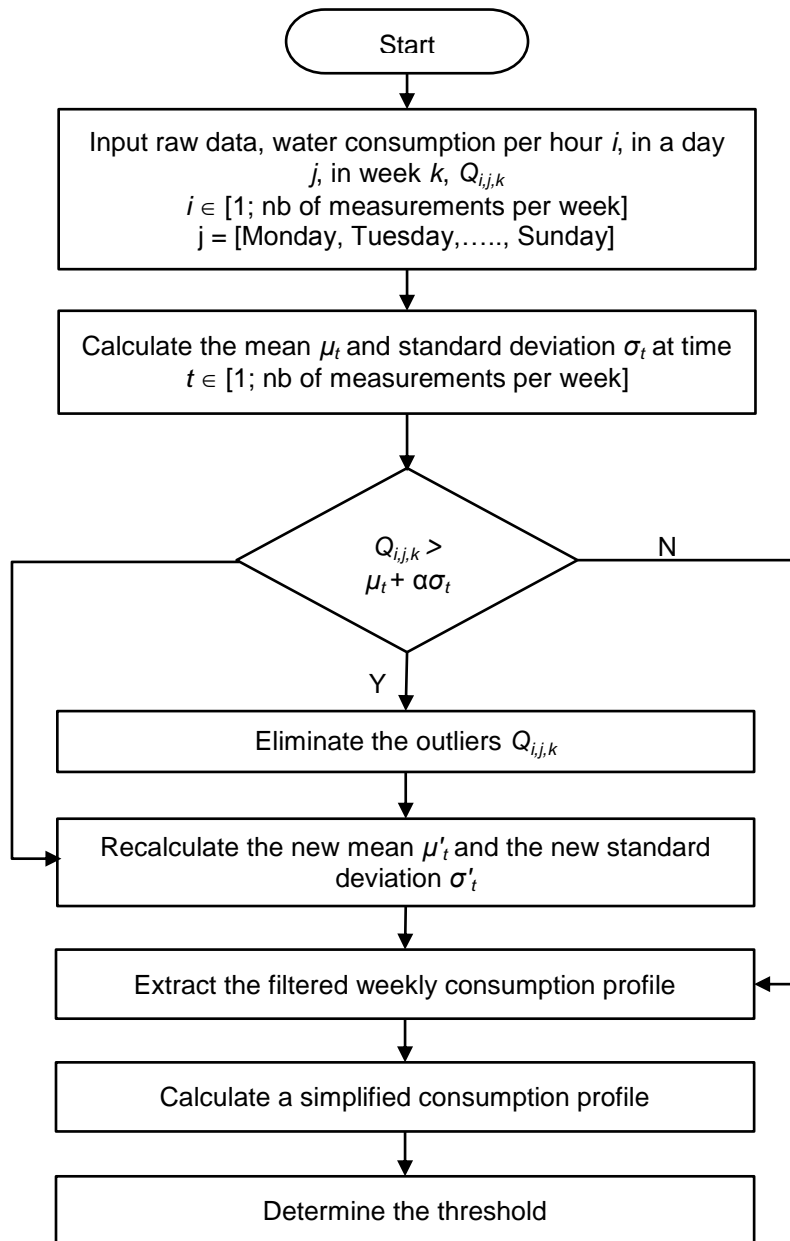 Start
Input raw data, water consumption per hour i, in a day
j, in week k, Qi,j,k
i ∈ [1; nb of measurements per week]
j = [Monday, Tuesday,….., Sunday]
Calculate the mean μt and standard deviation σt at time
t ∈ [1; nb of measurements per week]
Qi,j,k >
μt + ασt
N
Y
Eliminate the outliers Qi,j,k
Recalculate the new mean μ't and the new standard
deviation σ't
Extract the filtered weekly consumption profile
Calculate a simplified consumption profile
Determine the threshold